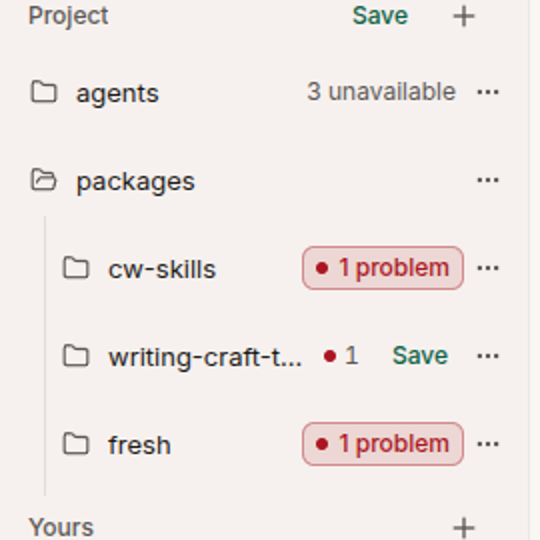 Project Save +
agents 3 unavailable ...
packages ...
cw-skills 1 problem ...
writing-craft-t... 1 Save ...
fresh 1 problem ...
Yours +